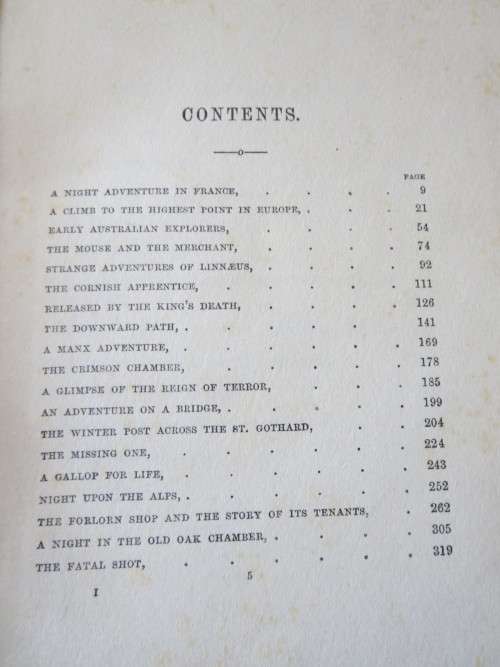 CONTENTS.
PAGE
A NIGHT ADVENTURE IN FRANCE, . . . . 9
A CLIMB TO THE HIGHEST POINT IN EUROPE, . . . . 21
EARLY AUSTRALIAN EXPLORERS, . . . . 54
THE MOUSE AND THE MERCHANT, . . . . 74
STRANGE ADVENTURES OF LINNÆUS, . . . . 92
THE CORNISH APPRENTICE, . . . . . 111
RELEASED BY THE KING'S DEATH, . . . . 126
THE DOWNWARD PATH, . . . . . 141
A MANX ADVENTURE, . . . . . . 169
THE CRIMSON CHAMBER, . . . . . 178
A GLIMPSE OF THE REIGN OF TERROR, . . . . 185
AN ADVENTURE ON A BRIDGE, . . . . . 199
THE WINTER POST ACROSS THE ST. GOTHARD, . . . 204
THE MISSING ONE, . . . . . . 224
A GALLOP FOR LIFE, . . . . . . 243
NIGHT UPON THE ALPS, . . . . . . 252
THE FORLORN SHOP AND THE STORY OF ITS TENANTS, . 262
A NIGHT IN THE OLD OAK CHAMBER, . . . . 305
THE FATAL SHOT, . . . . . . 319
5
I